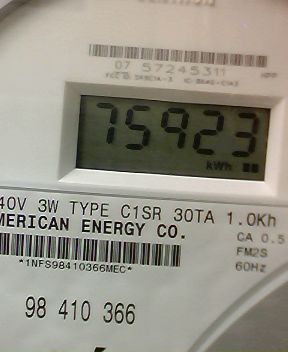 07 57245311
75923
kWh
40V 3W TYPE C1SR 30TA 1.0Kh
MERICAN ENERGY CO.
CA 0.5
FM2S
60Hz
*1NFS98410366MEC*
98 410 366